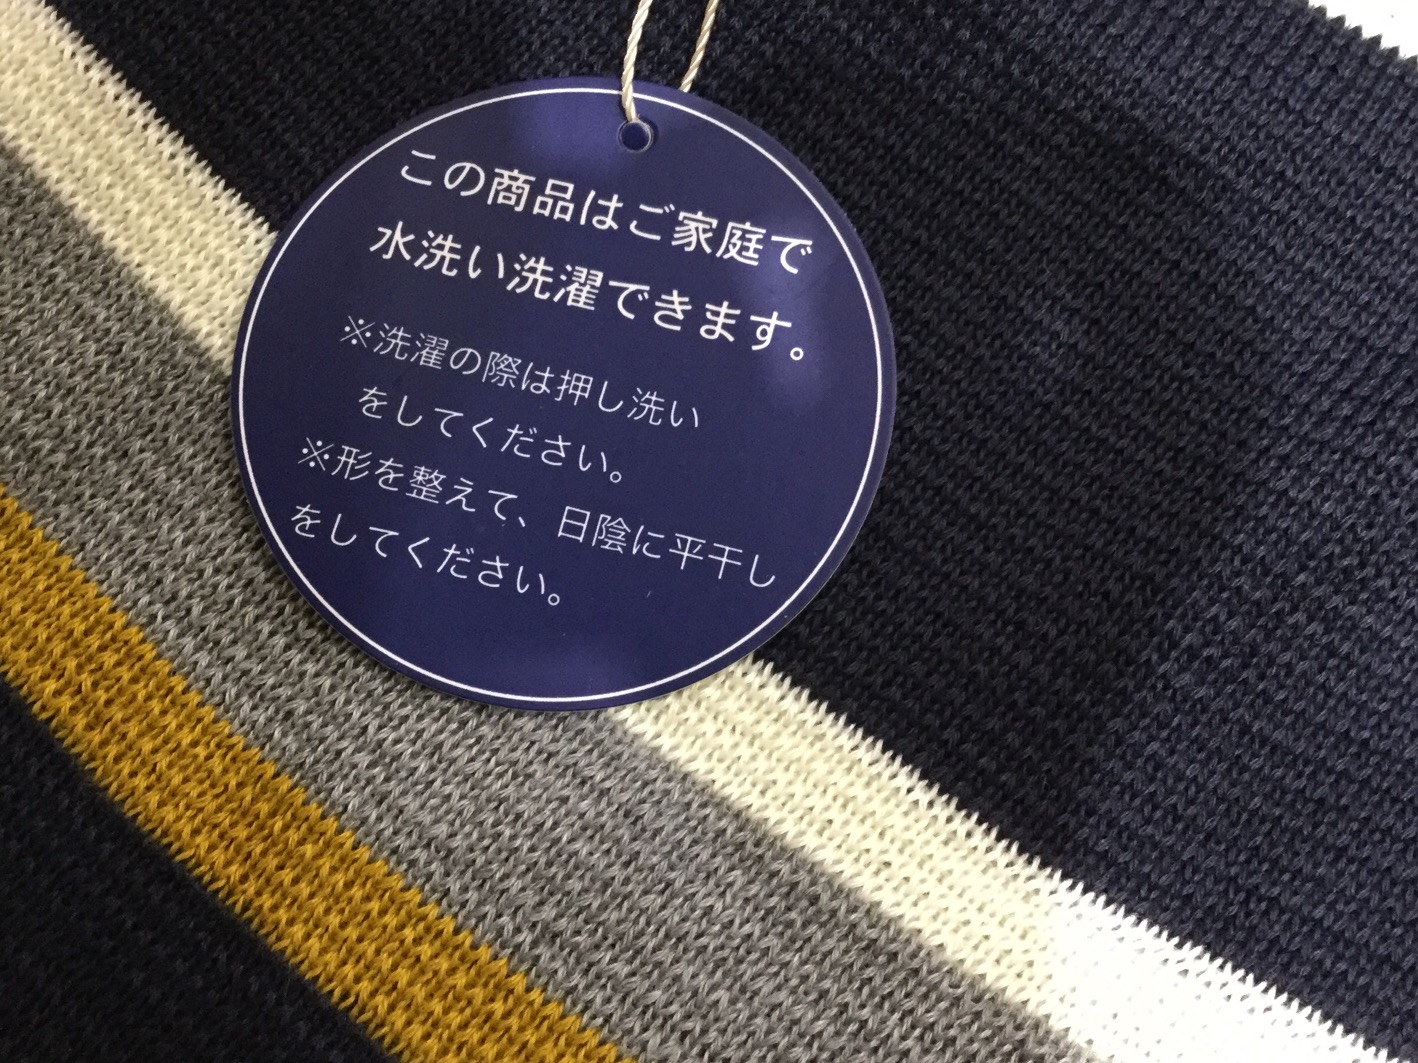 この商品はご家庭で
水洗い洗濯できます。
※洗濯の際は押し洗い
をしてください。
※形を整えて、日陰に平干し
をしてください。